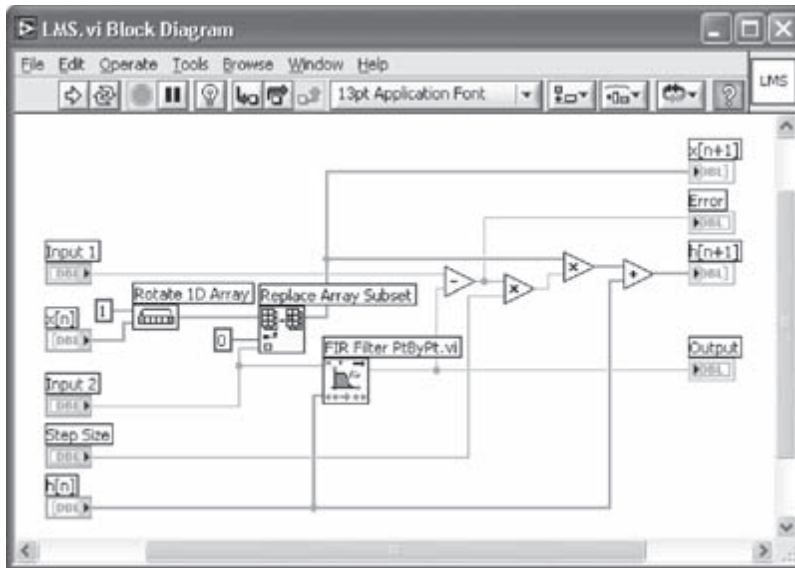 LMS.vi Block Diagram
File Edit Operate Tools Browse Window Help
13pt Application Font
LMS
x[n+1]
DBL
Error
DBL
h[n+1]
DBL
Input 1
DBL
Rotate 1D Array
Replace Array Subset
1
x[n]
DBL
0
FIR Filter PtByPt.vi
Output
DBL
Input 2
DBL
Step Size
DBL
h[n]
DBL